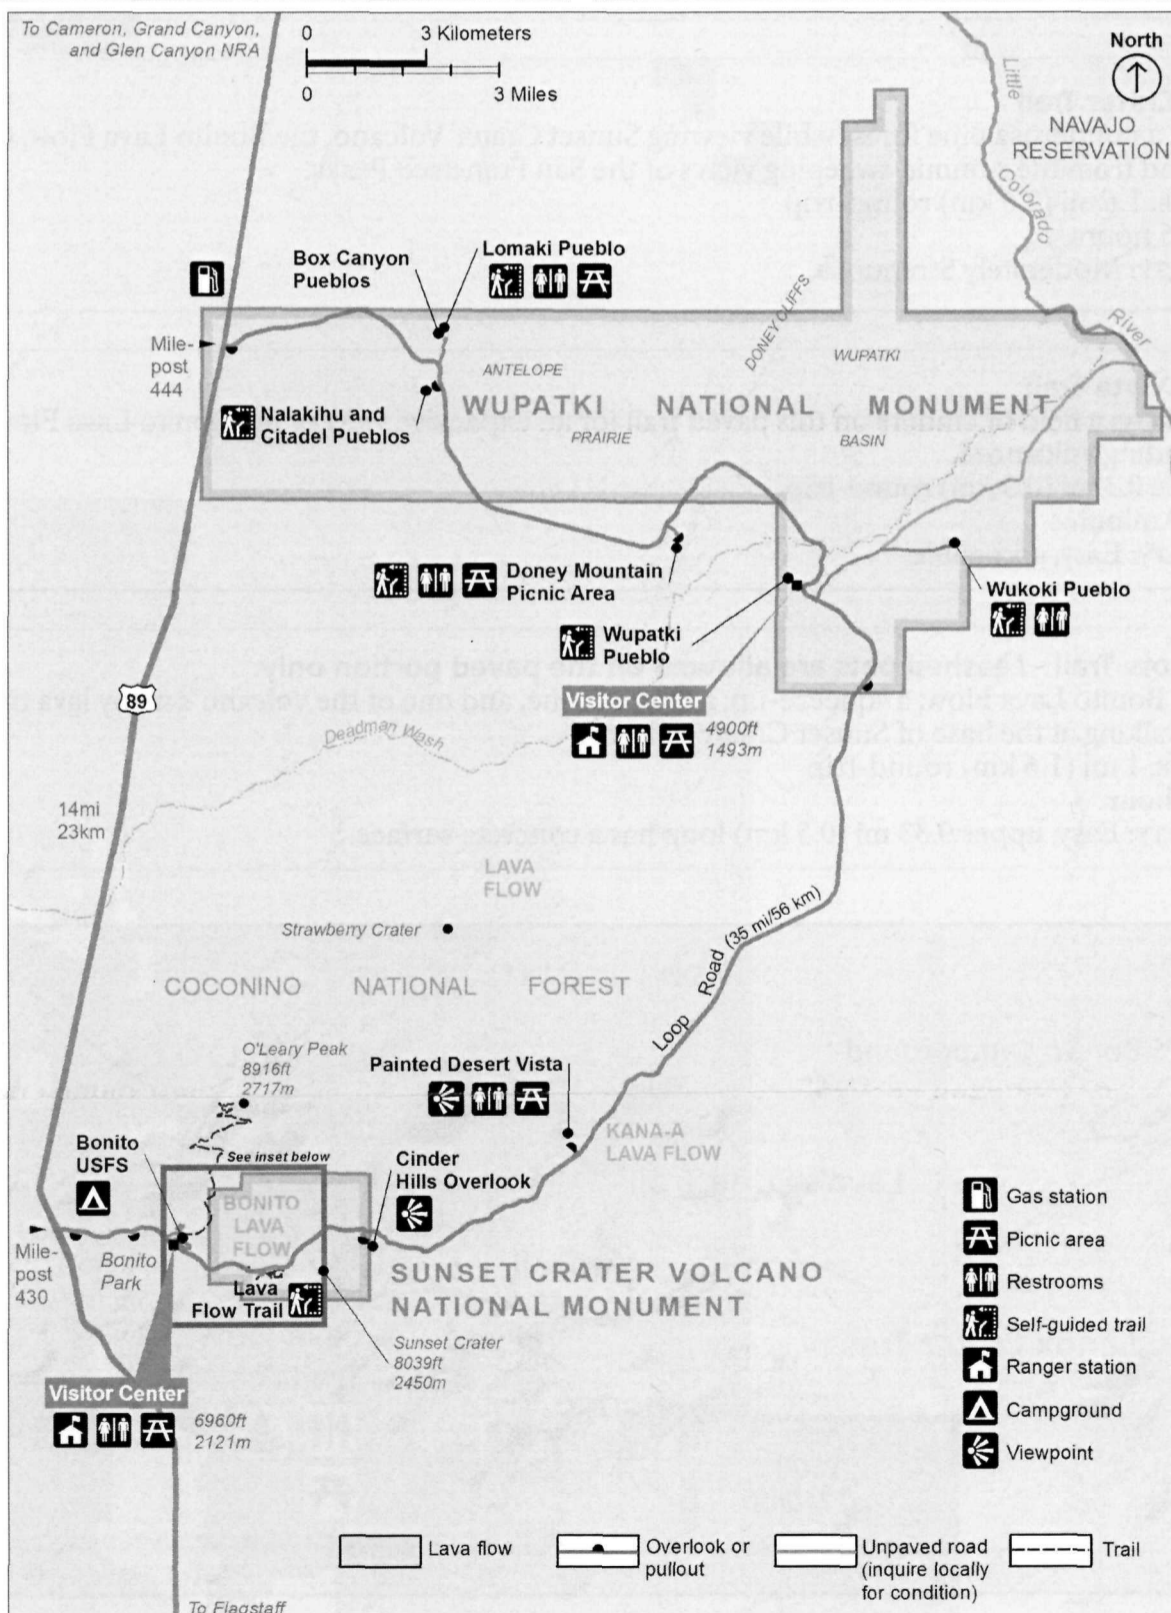 To Cameron, Grand Canyon,
and Glen Canyon NRA
0 3 Kilometers
0 3 Miles
North
Little
Colorado
River
NAVAJO
RESERVATION
Box Canyon
Pueblos
Lomaki Pueblo
Mile-
post
444
ANTELOPE
PRAIRIE
DONEY CLIFFS
WUPATKI
BASIN
WUPATKI NATIONAL MONUMENT
Nalakihu and
Citadel Pueblos
Doney Mountain
Picnic Area
Wukoki Pueblo
Wupatki
Pueblo
Visitor Center
4900ft
1493m
89
Deadman Wash
14mi
23km
LAVA
FLOW
Strawberry Crater
Loop Road (35 mi/56 km)
COCONINO NATIONAL FOREST
O'Leary Peak
8916ft
2717m
Painted Desert Vista
KANA-A
LAVA FLOW
Bonito
USFS
See inset below
Cinder
Hills Overlook
BONITO
LAVA
FLOW
Mile-
post
430
Bonito
Park
Lava
Flow Trail
SUNSET CRATER VOLCANO
NATIONAL MONUMENT
Sunset Crater
8039ft
2450m
Visitor Center
6960ft
2121m
Gas station
Picnic area
Restrooms
Self-guided trail
Ranger station
Campground
Viewpoint
Lava flow
Overlook or
pullout
Unpaved road
(inquire locally
for condition)
Trail
To Flagstaff